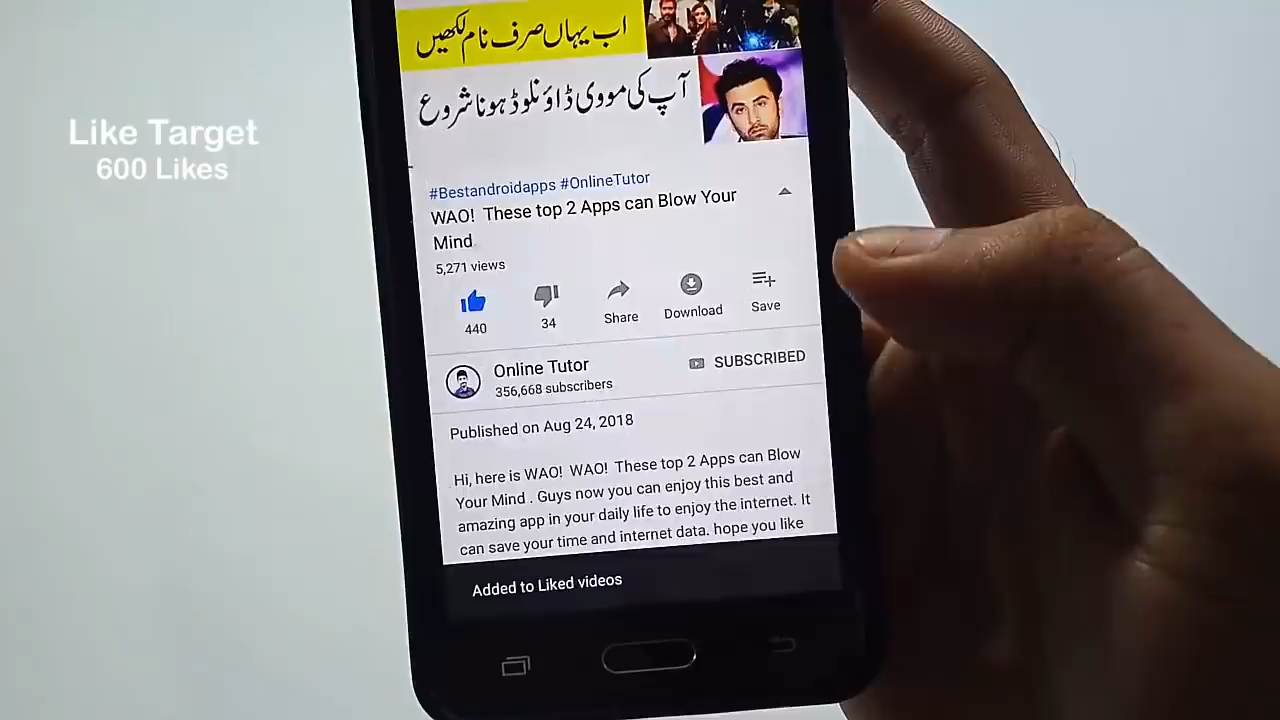 اب یہاں صرف نام لکھیں
آپ کی مووی ڈاؤنلوڈ ہونا شروع
Like Target
600 Likes
#Bestandroidapps #OnlineTutor
WAO! These top 2 Apps can Blow Your
Mind
5,271 views
440
34
Share
Download
Save
Online Tutor
356,668 subscribers
SUBSCRIBED
Published on Aug 24, 2018
Hi, here is WAO! WAO! These top 2 Apps can Blow
Your Mind . Guys now you can enjoy this best and
amazing app in your daily life to enjoy the internet. It
can save your time and internet data. hope you like
Added to Liked videos